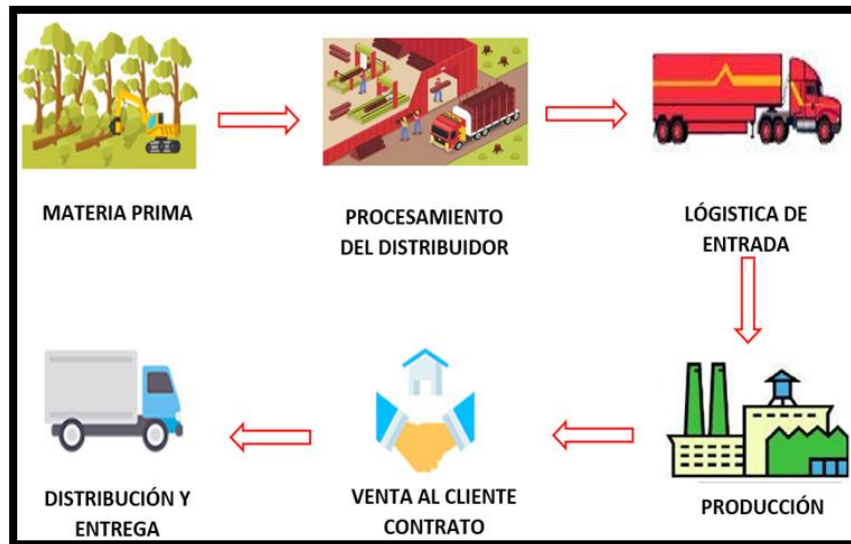 MATERIA PRIMA
PROCESAMIENTO
DEL DISTRIBUIDOR
LÓGISTICA DE
ENTRADA
DISTRIBUCIÓN Y
ENTREGA
VENTA AL CLIENTE
CONTRATO
PRODUCCIÓN